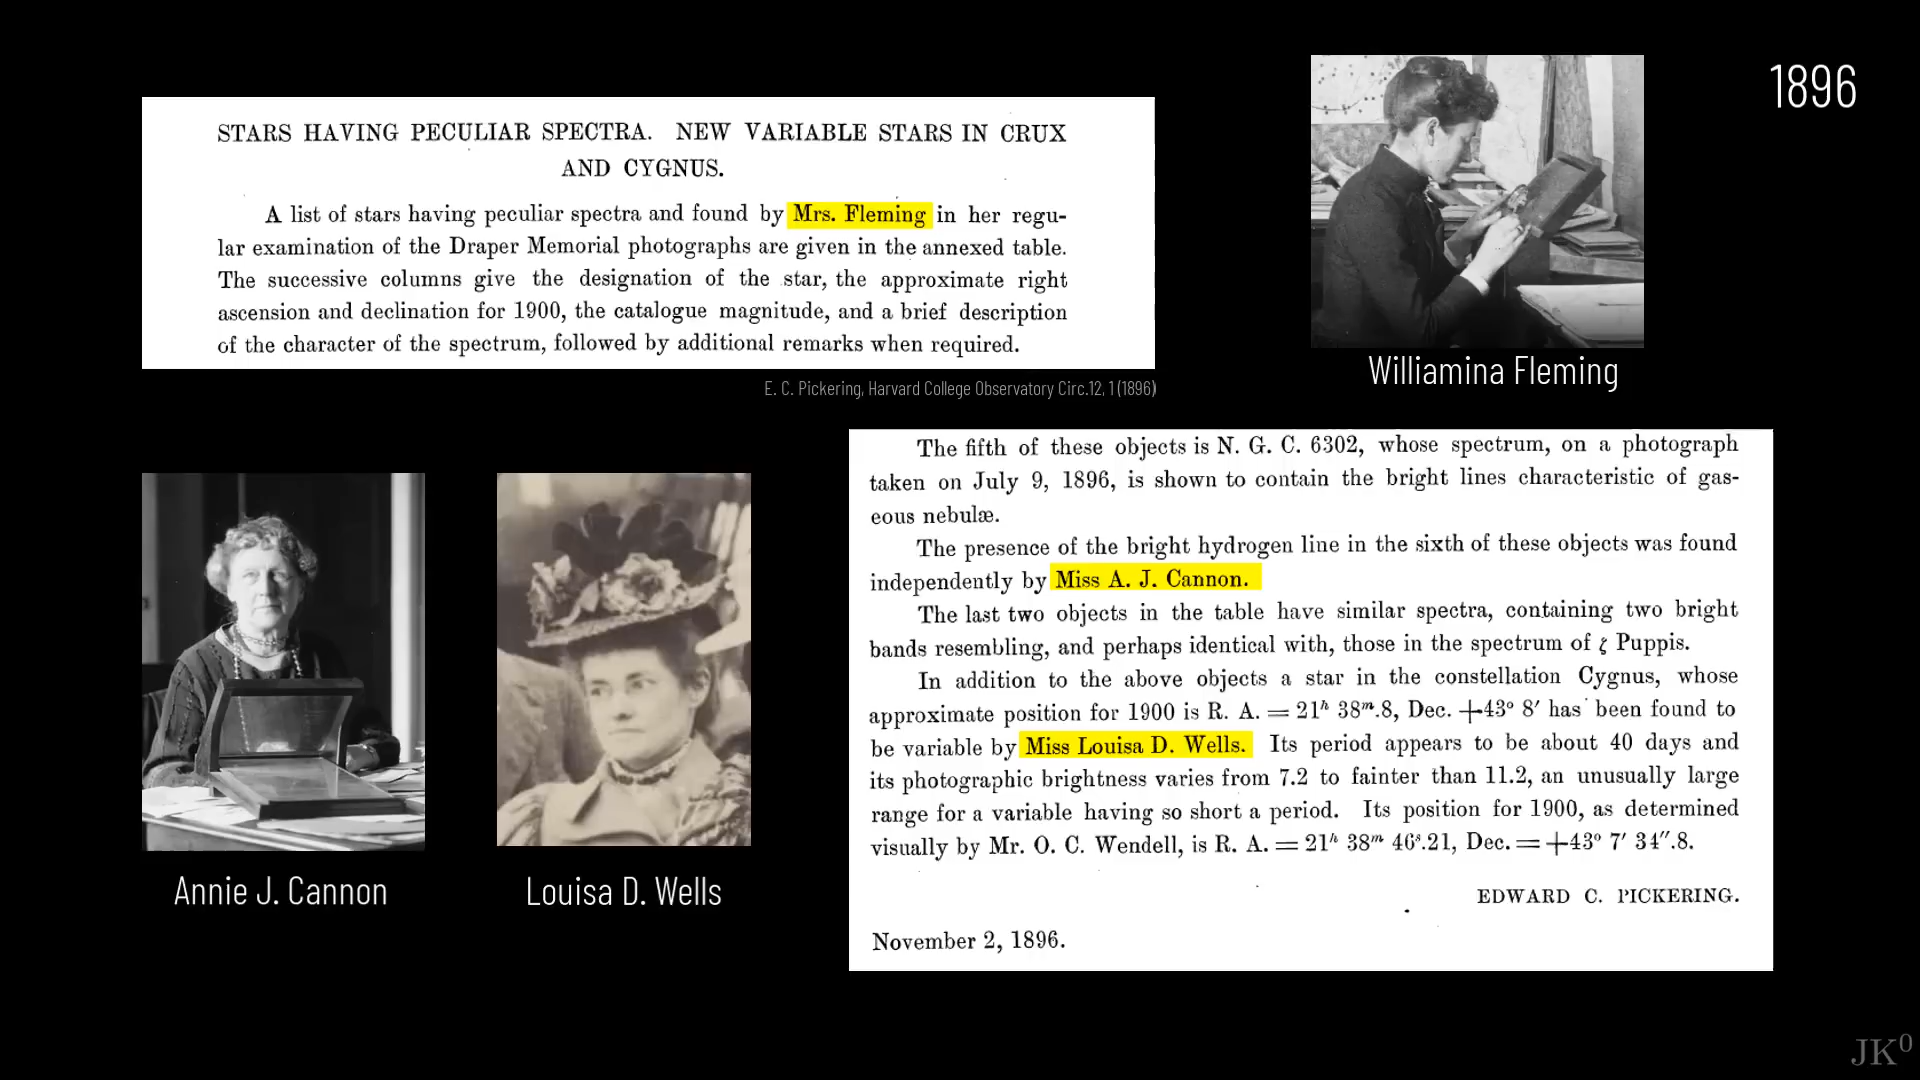 1896
STARS HAVING PECULIAR SPECTRA. NEW VARIABLE STARS IN CRUX
AND CYGNUS.
A list of stars having peculiar spectra and found by Mrs. Fleming in her regu-
lar examination of the Draper Memorial photographs are given in the annexed table.
The successive columns give the designation of the star, the approximate right
ascension and declination for 1900, the catalogue magnitude, and a brief description
of the character of the spectrum, followed by additional remarks when required.
E. C. Pickering, Harvard College Observatory Circ.12, 1 (1896)
Williamina Fleming
The fifth of these objects is N. G. C. 6302, whose spectrum, on a photograph
taken on July 9, 1896, is shown to contain the bright lines characteristic of gas-
eous nebulæ.
The presence of the bright hydrogen line in the sixth of these objects was found
independently by Miss A. J. Cannon.
The last two objects in the table have similar spectra, containing two bright
bands resembling, and perhaps identical with, those in the spectrum of ζ Puppis.
In addition to the above objects a star in the constellation Cygnus, whose
approximate position for 1900 is R. A. = 21ʰ 38ᵐ.8, Dec. +43° 8′ has been found to
be variable by Miss Louisa D. Wells. Its period appears to be about 40 days and
its photographic brightness varies from 7.2 to fainter than 11.2, an unusually large
range for a variable having so short a period. Its position for 1900, as determined
visually by Mr. O. C. Wendell, is R. A. = 21ʰ 38ᵐ 46ˢ.21, Dec. = +43° 7′ 34″.8.
EDWARD C. PICKERING.
November 2, 1896.
Annie J. Cannon
Louisa D. Wells
JK⁰